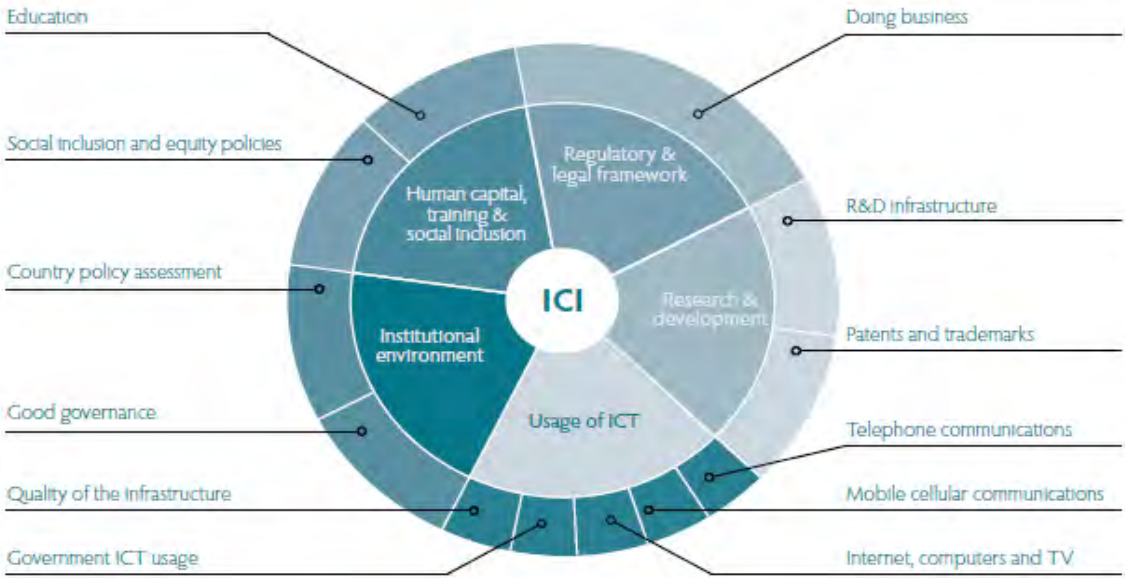 Education
Doing business
Social inclusion and equity policies
Regulatory &
legal framework
Human capital,
training &
social inclusion
R&D infrastructure
Country policy assessment
ICI
Research &
development
Institutional
environment
Patents and trademarks
Good governance
Usage of ICT
Telephone communications
Quality of the infrastructure
Mobile cellular communications
Government ICT usage
Internet, computers and TV